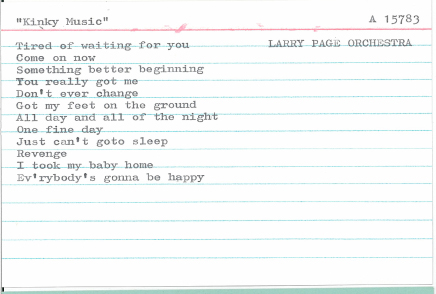 "Kinky Music" A 15783
Tired of waiting for you LARRY PAGE ORCHESTRA
Come on now
Something better beginning
You really got me
Don't ever change
Got my feet on the ground
All day and all of the night
One fine day
Just can't goto sleep
Revenge
I took my baby home
Ev'rybody's gonna be happy